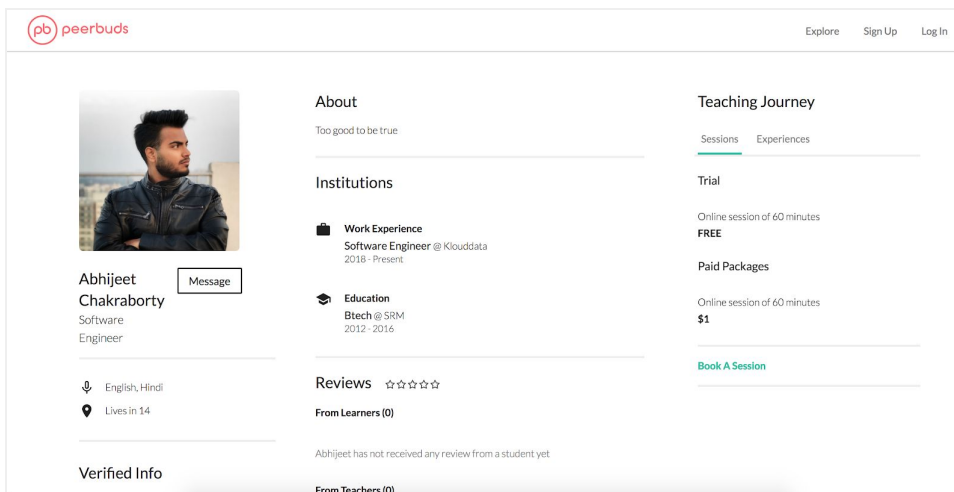 pb peerbuds
Explore Sign Up Log In
Abhijeet
Chakraborty
Message
Software
Engineer
English, Hindi
Lives in 14
Verified Info
About
Too good to be true
Institutions
Work Experience
Software Engineer @ Klouddata
2018 - Present
Education
Btech @ SRM
2012 - 2016
Reviews
From Learners (0)
Abhijeet has not received any review from a student yet
From Teachers (0)
Teaching Journey
Sessions Experiences
Trial
Online session of 60 minutes
FREE
Paid Packages
Online session of 60 minutes
$1
Book A Session